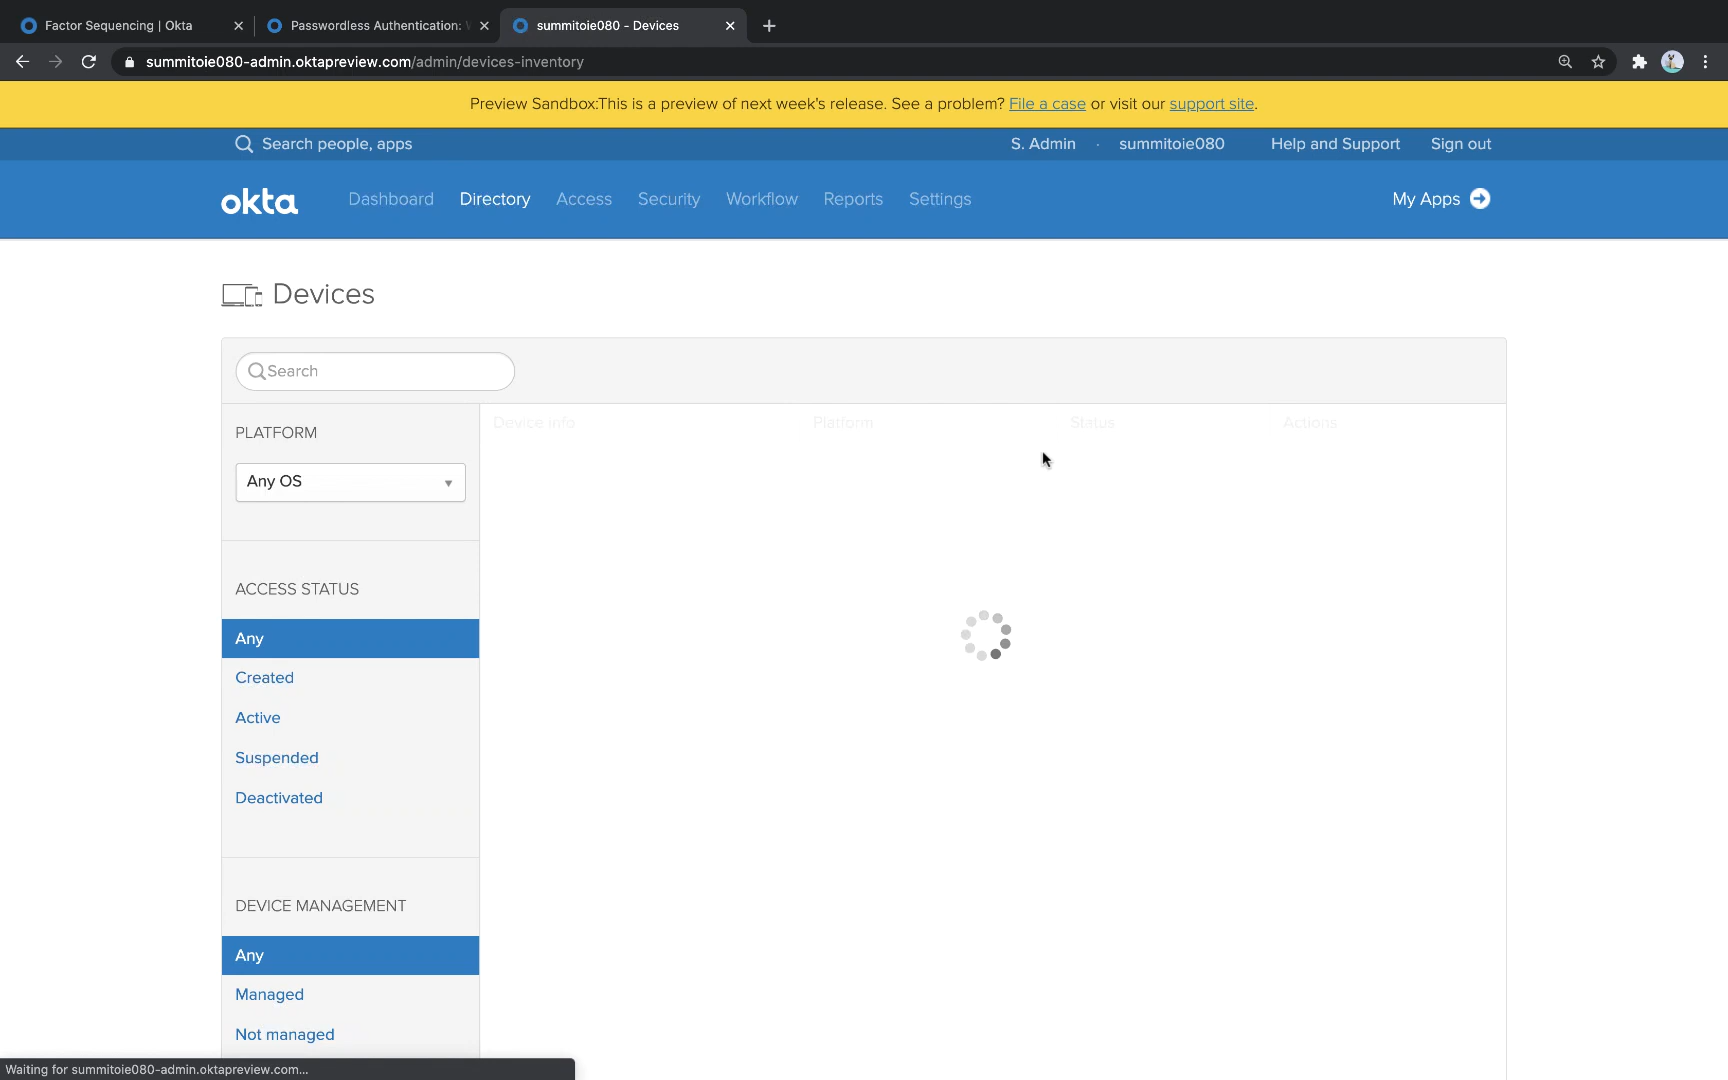 Factor Sequencing | Okta
Passwordless Authentication:
summitoie080 - Devices
summitoie080-admin.oktapreview.com/admin/devices-inventory
Preview Sandbox:This is a preview of next week's release. See a problem? File a case or visit our support site.
Search people, apps
S. Admin · summitoie080 Help and Support Sign out
okta
Dashboard Directory Access Security Workflow Reports Settings
My Apps
Devices
Search
PLATFORM
Device info Platform Status Actions
Any OS
ACCESS STATUS
Any
Created
Active
Suspended
Deactivated
DEVICE MANAGEMENT
Any
Managed
Not managed
Waiting for summitoie080-admin.oktapreview.com...